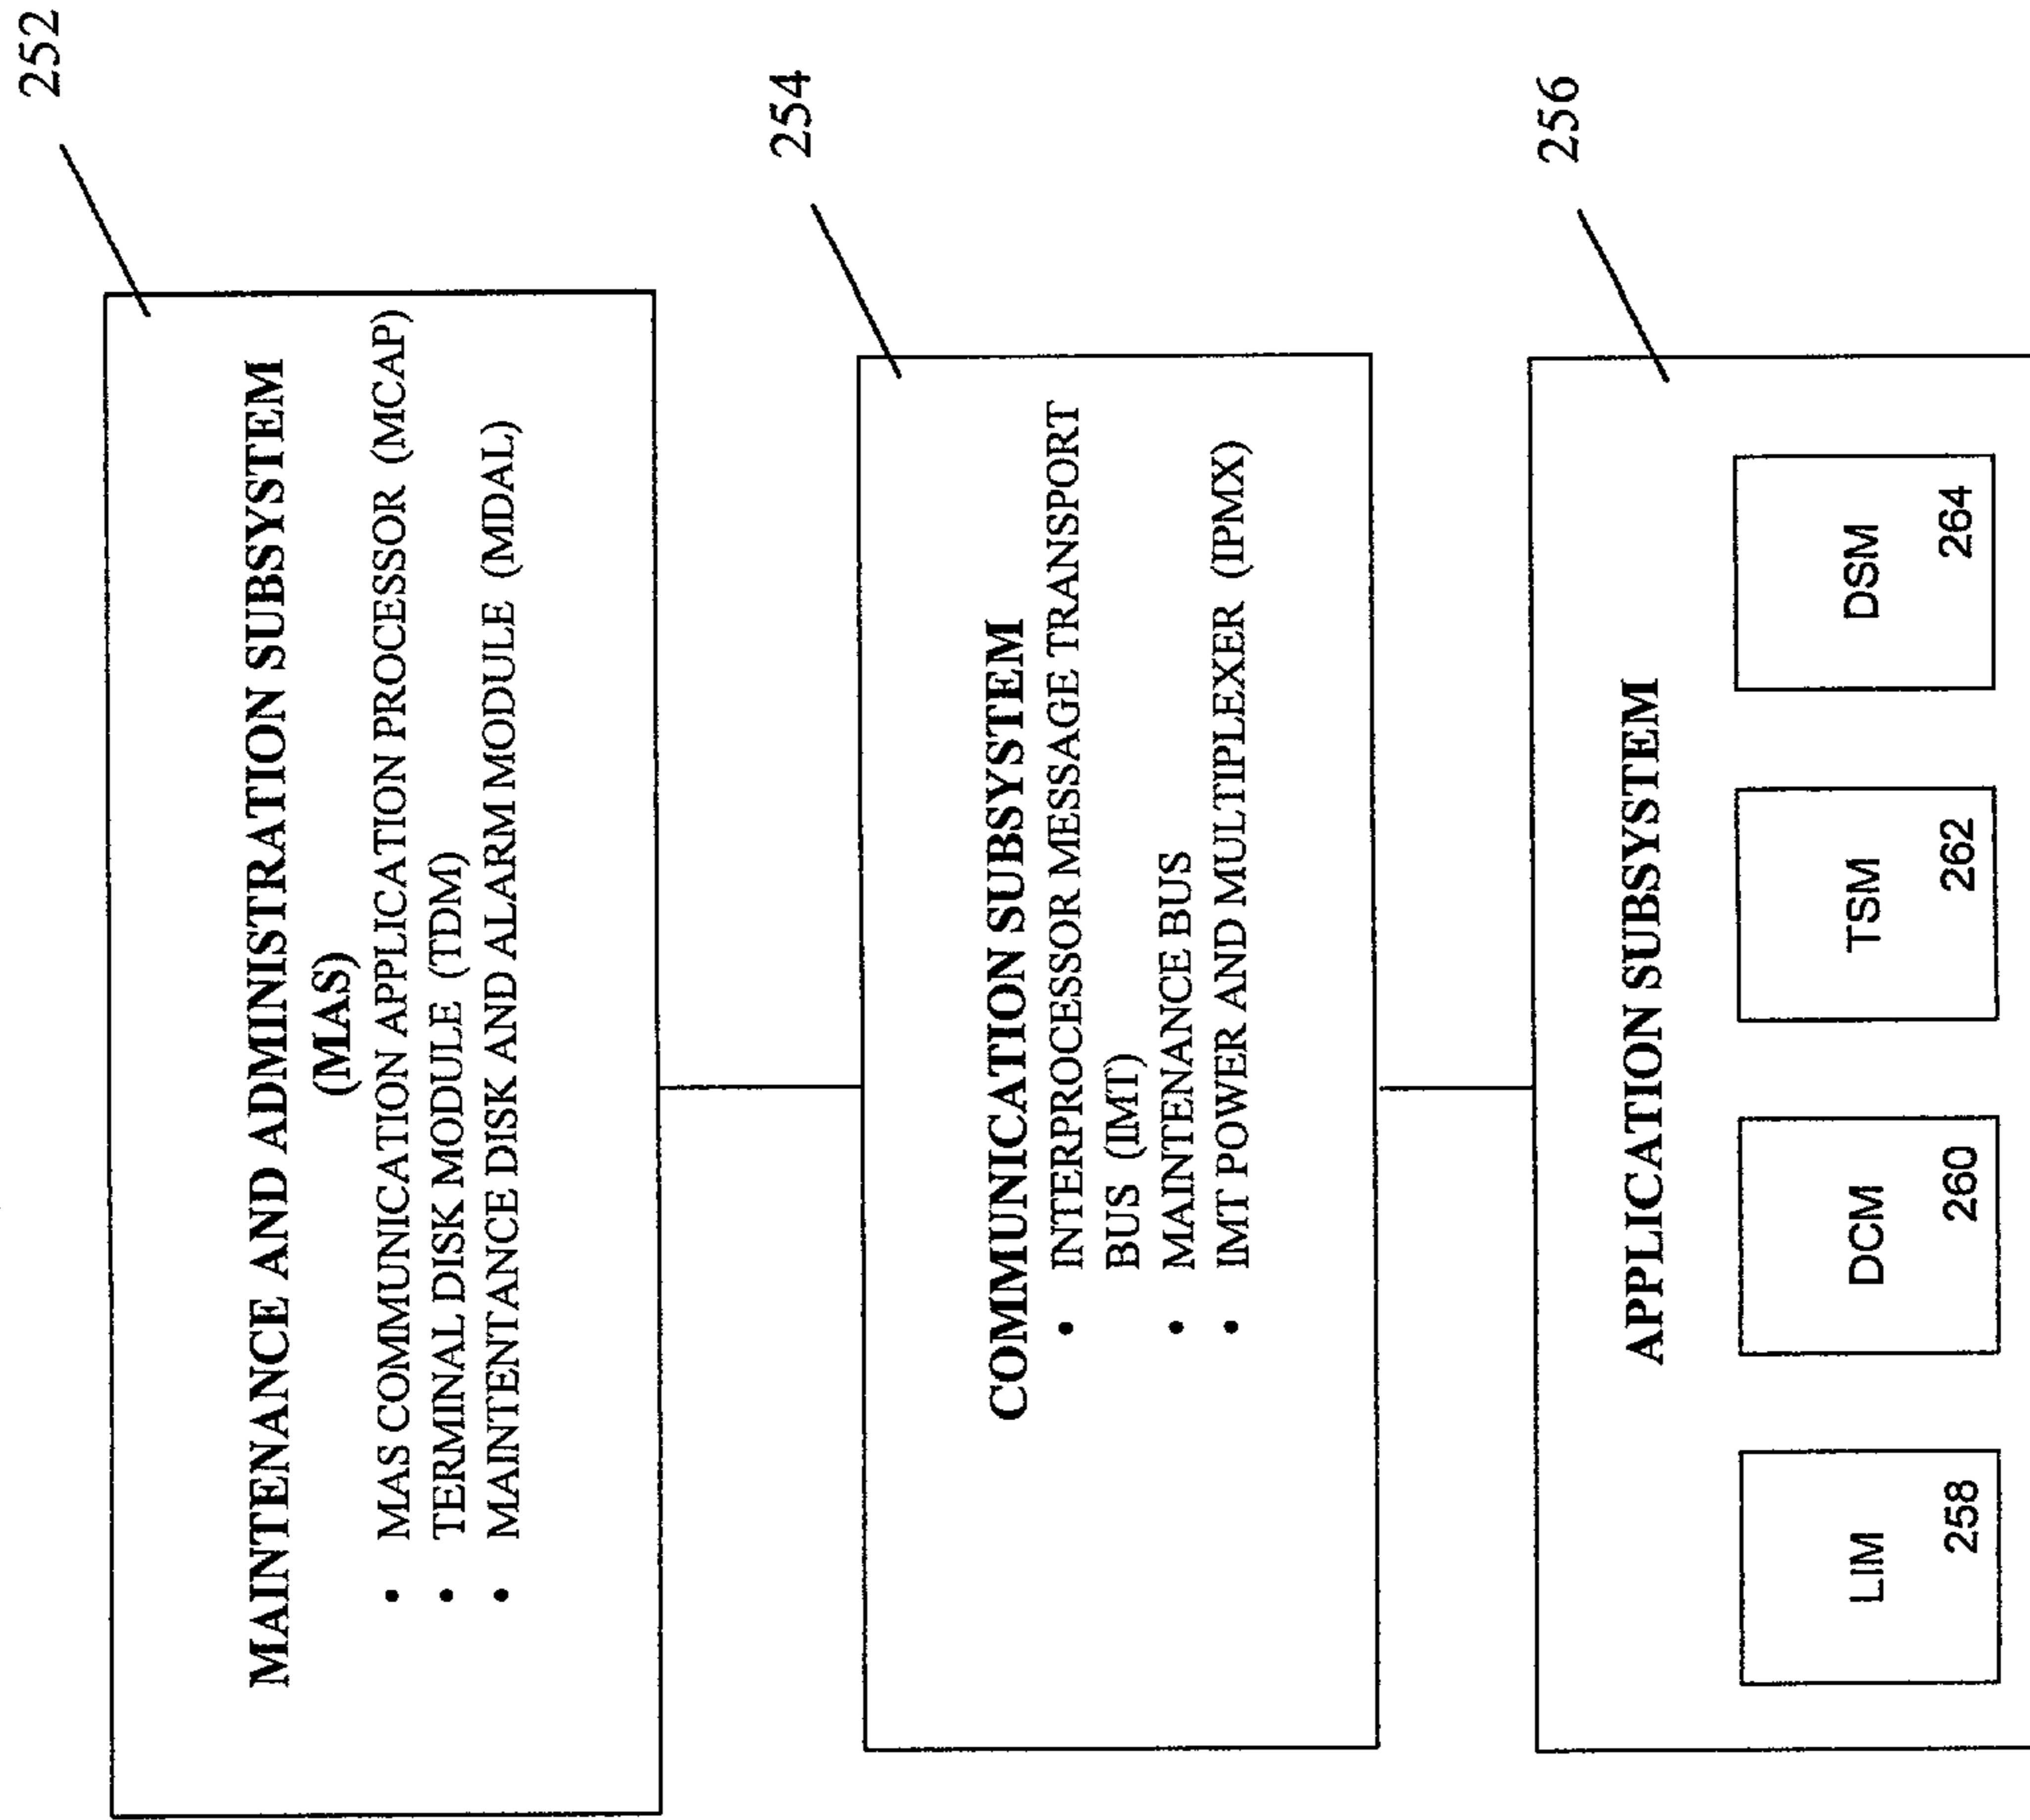 252
MAINTENANCE AND ADMINISTRATION SUBSYSTEM
(MAS)
• MAS COMMUNICATION APPLICATION PROCESSOR (MCAP)
• TERMINAL DISK MODULE (TDM)
• MAINTENTANCE DISK AND ALARM MODULE (MDAL)
254
COMMUNICATION SUBSYSTEM
• INTERPROCESSOR MESSAGE TRANSPORT
BUS (IMT)
• MAINTENANCE BUS
• IMT POWER AND MULTIPLEXER (IPMX)
256
APPLICATION SUBSYSTEM
LIM
258
DCM
260
TSM
262
DSM
264